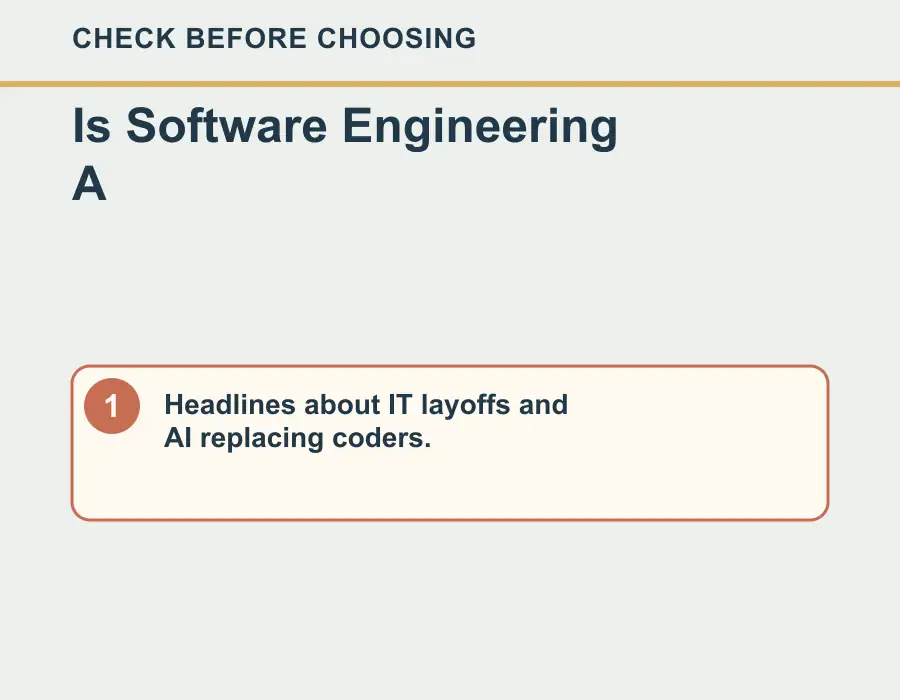 CHECK BEFORE CHOOSING
Is Software Engineering
A
1
Headlines about IT layoffs and
AI replacing coders.